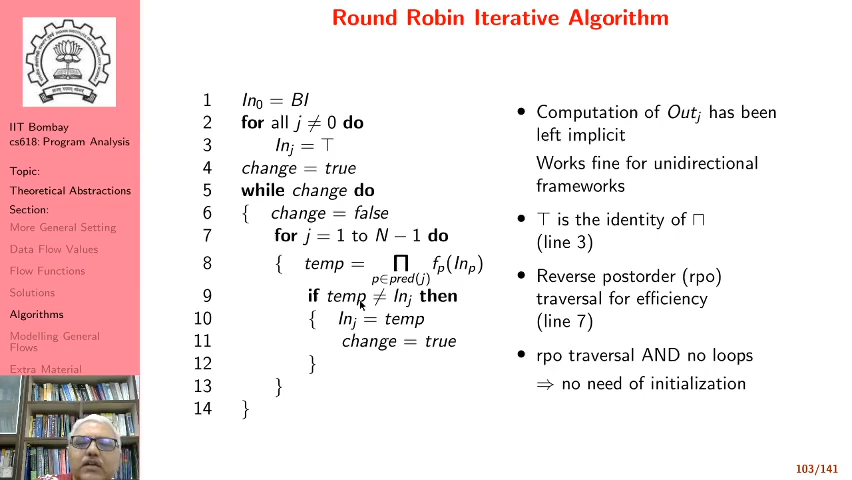 Round Robin Iterative Algorithm
IIT Bombay
cs618: Program Analysis
Topic:
Theoretical Abstractions
Section:
More General Setting
Data Flow Values
Flow Functions
Solutions
Algorithms
Modelling General
Flows
Extra Material
1 In₀ = BI
2 for all j ≠ 0 do
3 Inⱼ = ⊤
4 change = true
5 while change do
6 { change = false
7 for j = 1 to N − 1 do
8 { temp = ⊓ fₚ(Inₚ)
p∈pred(j)
9 if temp ≠ Inⱼ then
10 { Inⱼ = temp
11 change = true
12 }
13 }
14 }
• Computation of Outⱼ has been
left implicit
Works fine for unidirectional
frameworks
• ⊤ is the identity of ⊓
(line 3)
• Reverse postorder (rpo)
traversal for efficiency
(line 7)
• rpo traversal AND no loops
⇒ no need of initialization
103/141